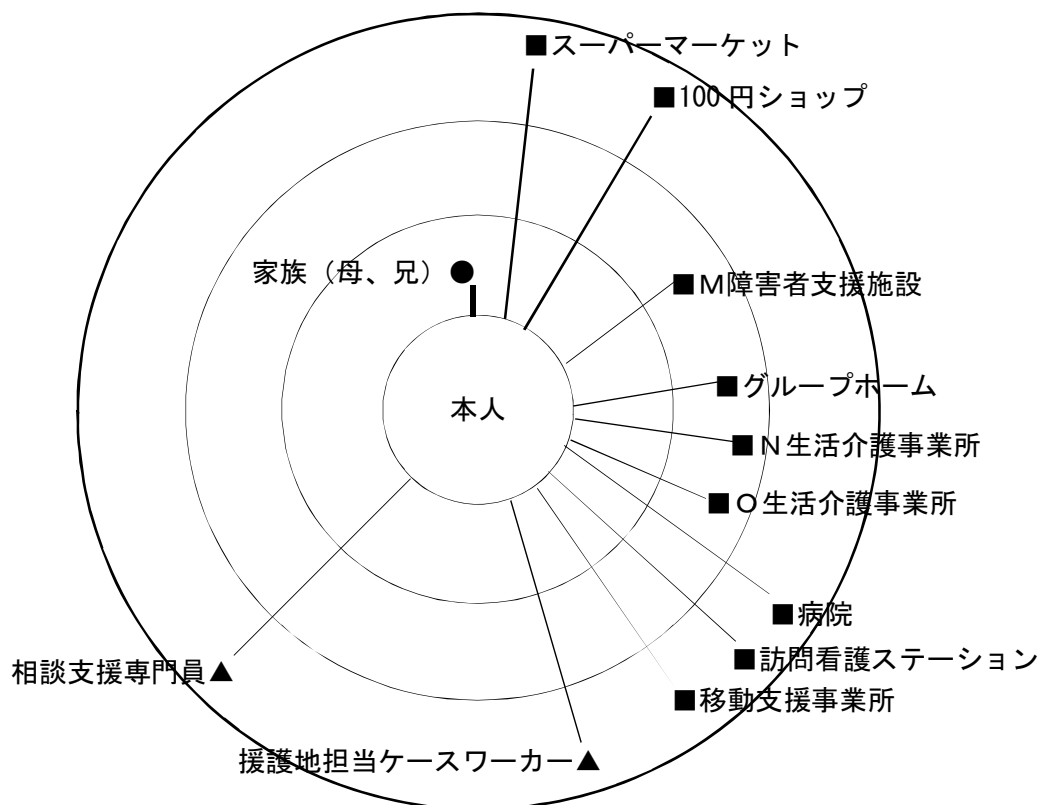 ■スーパーマーケット
■100円ショップ
家族（母、兄）●
■Ｍ障害者支援施設
■グループホーム
本人
■Ｎ生活介護事業所
■Ｏ生活介護事業所
■病院
■訪問看護ステーション
相談支援専門員▲
■移動支援事業所
援護地担当ケースワーカー▲